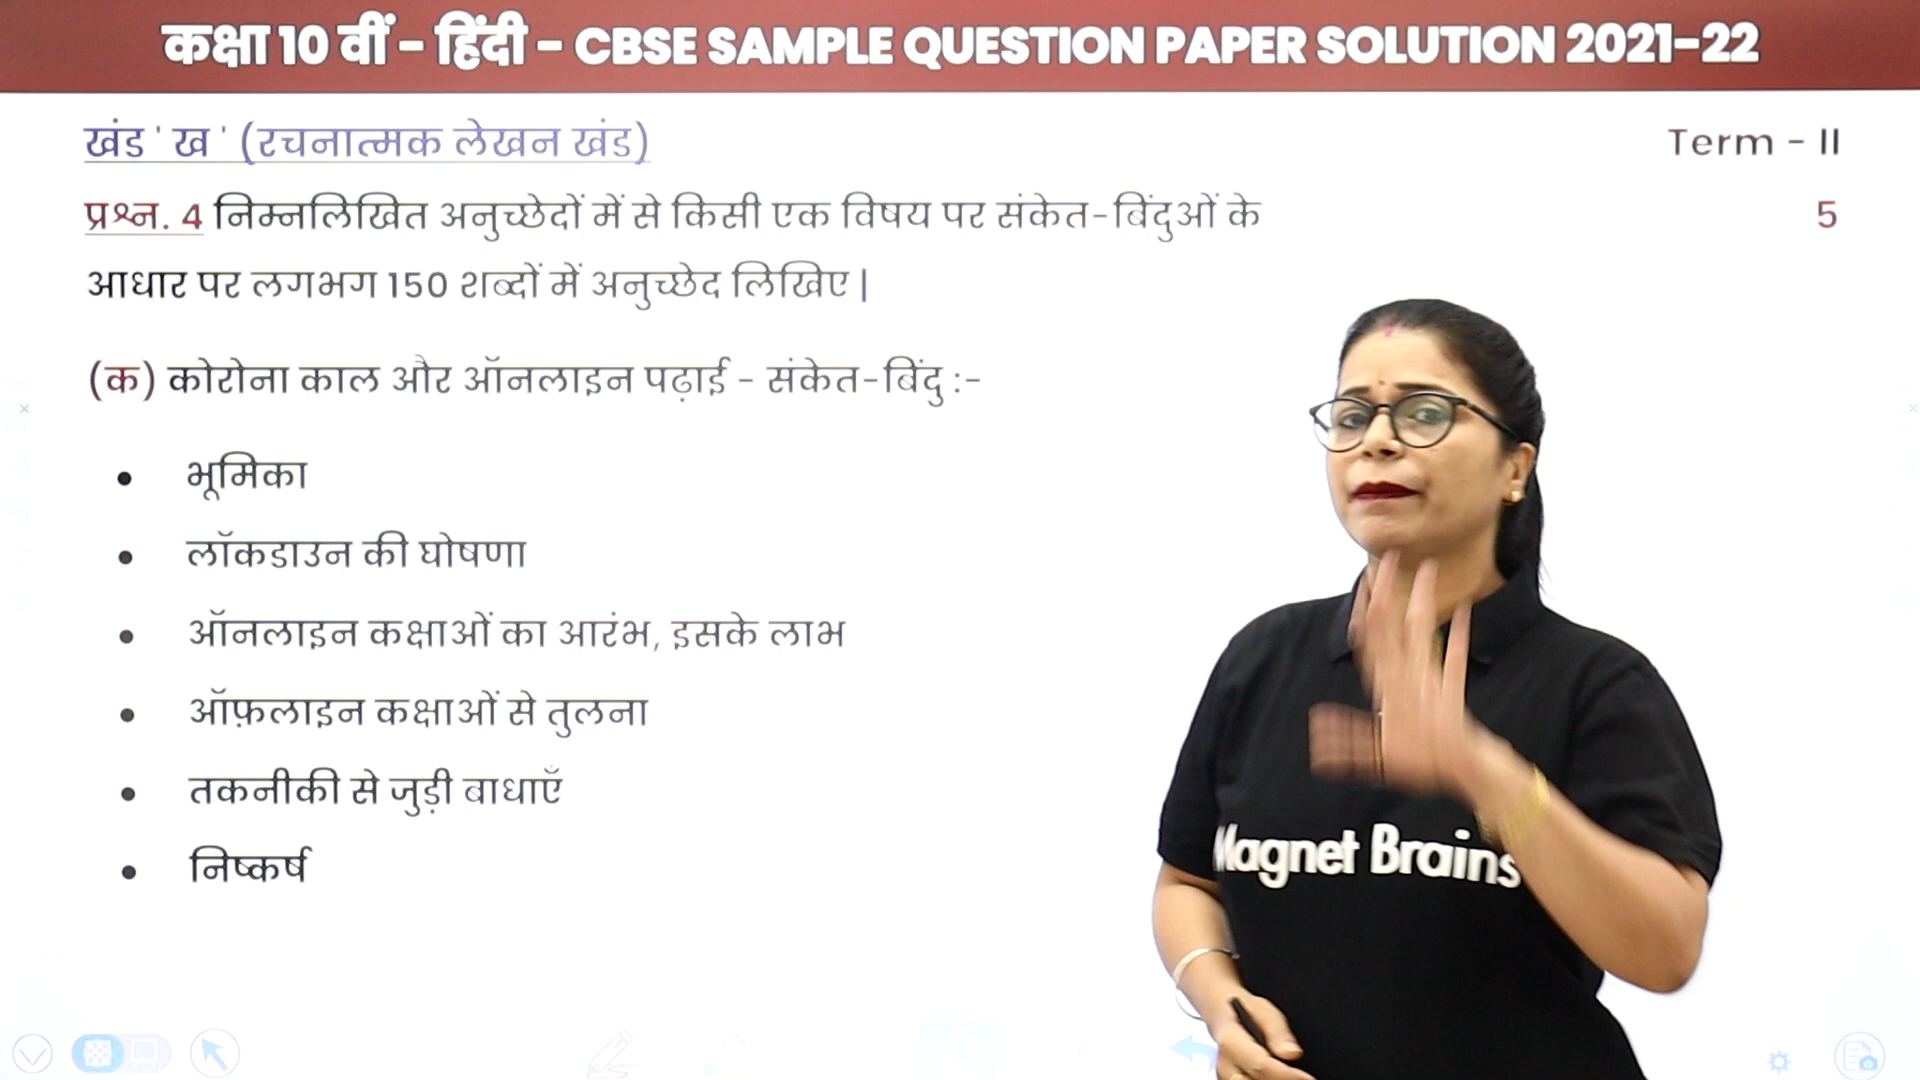 कक्षा 10 वीं - हिंदी - CBSE SAMPLE QUESTION PAPER SOLUTION 2021-22
खंड ' ख ' (रचनात्मक लेखन खंड)
Term - II
प्रश्न. 4 निम्नलिखित अनुच्छेदों में से किसी एक विषय पर संकेत-बिंदुओं के
5
आधार पर लगभग 150 शब्दों में अनुच्छेद लिखिए |
(क) कोरोना काल और ऑनलाइन पढ़ाई - संकेत-बिंदु :-
• भूमिका
• लॉकडाउन की घोषणा
• ऑनलाइन कक्षाओं का आरंभ, इसके लाभ
• ऑफ़लाइन कक्षाओं से तुलना
• तकनीकी से जुड़ी बाधाएँ
• निष्कर्ष
Magnet Brains